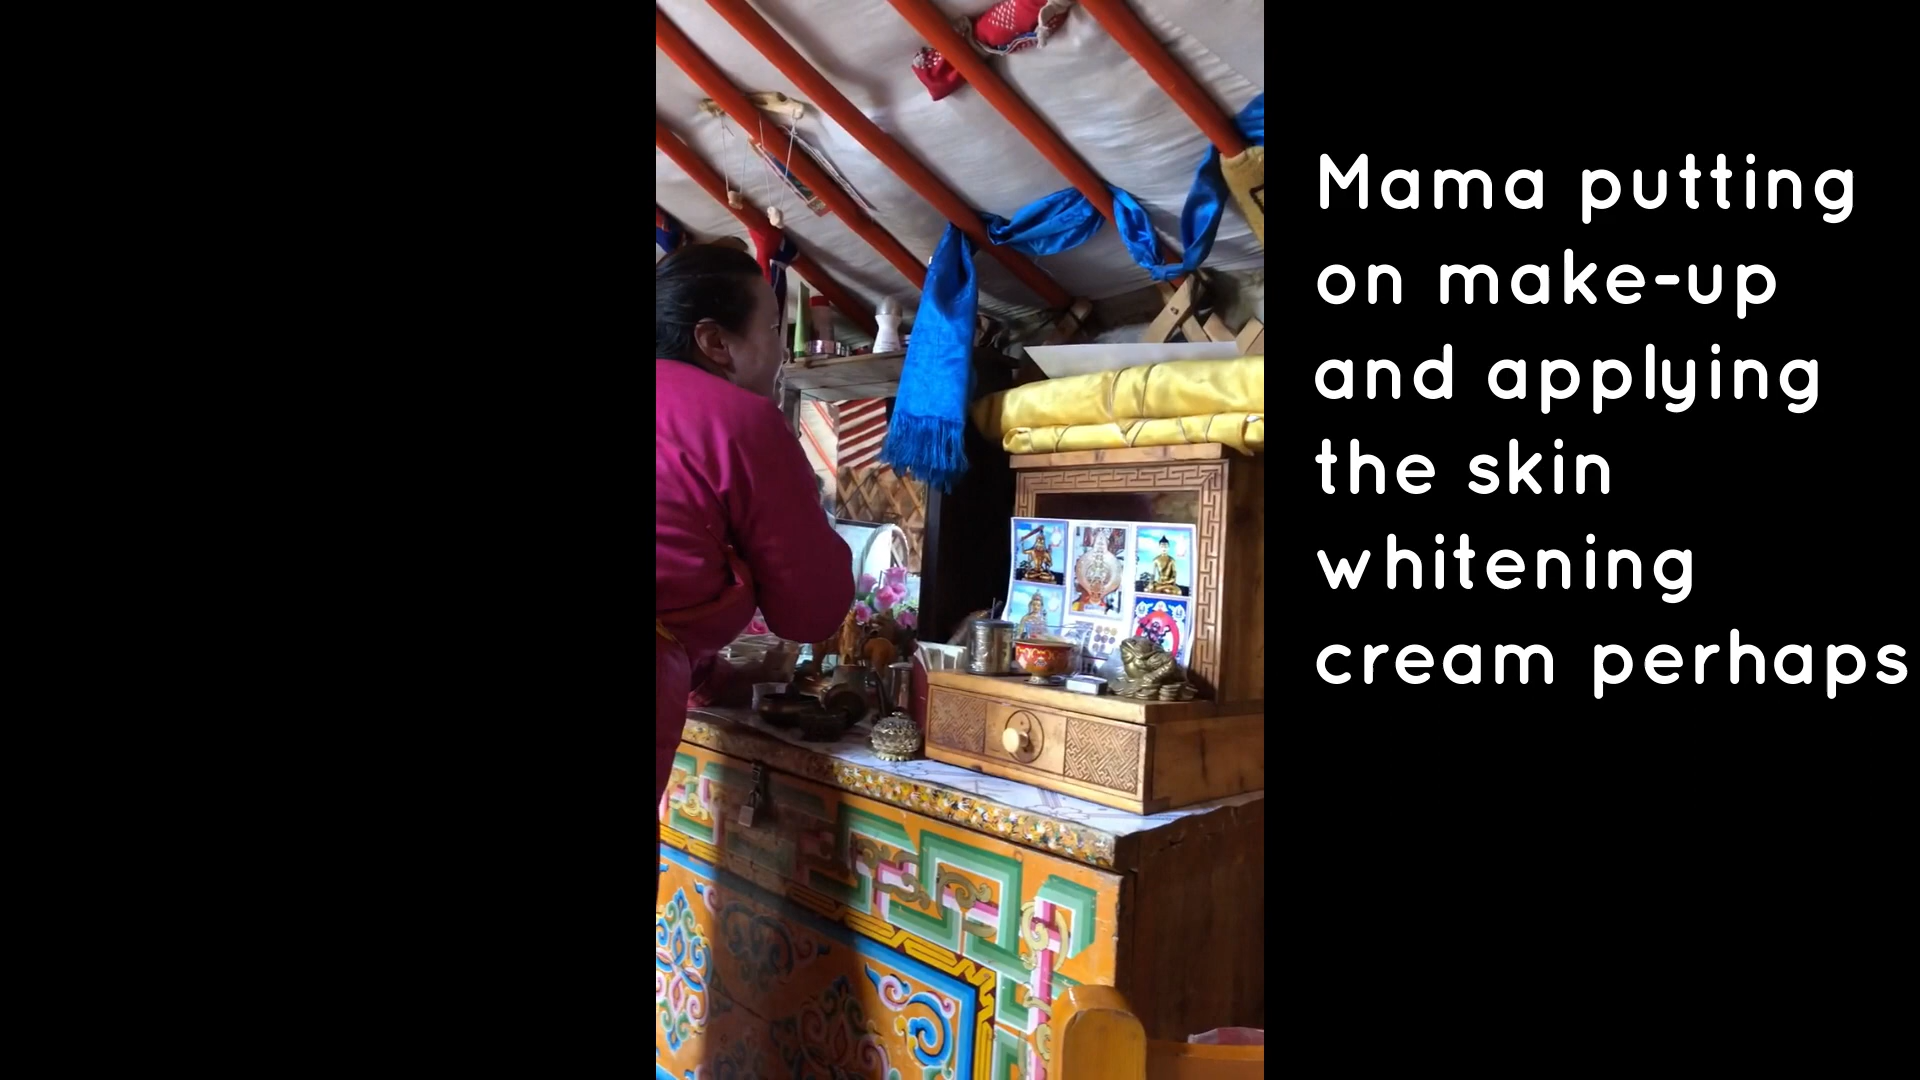 Mama putting
on make-up
and applying
the skin
whitening
cream perhaps